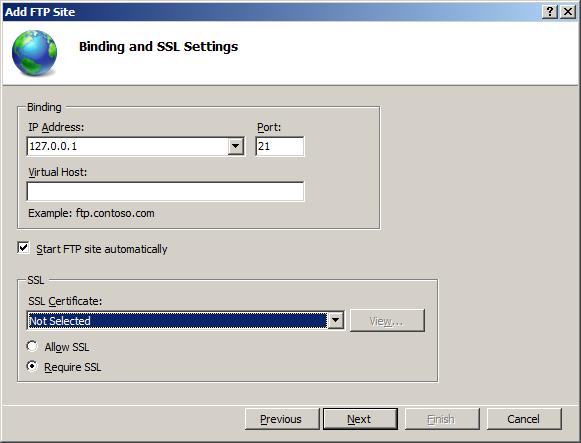 Add FTP Site
Binding and SSL Settings
Binding
IP Address: Port:
127.0.0.1 21
Virtual Host:
Example: ftp.contoso.com
Start FTP site automatically
SSL
SSL Certificate:
Not Selected View...
Allow SSL
Require SSL
Previous Next Finish Cancel